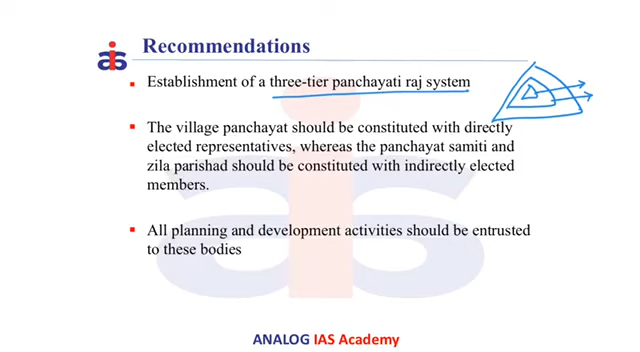 Recommendations
Establishment of a three-tier panchayati raj system
The village panchayat should be constituted with directly
elected representatives, whereas the panchayat samiti and
zila parishad should be constituted with indirectly elected
members.
All planning and development activities should be entrusted
to these bodies
ANALOG IAS Academy